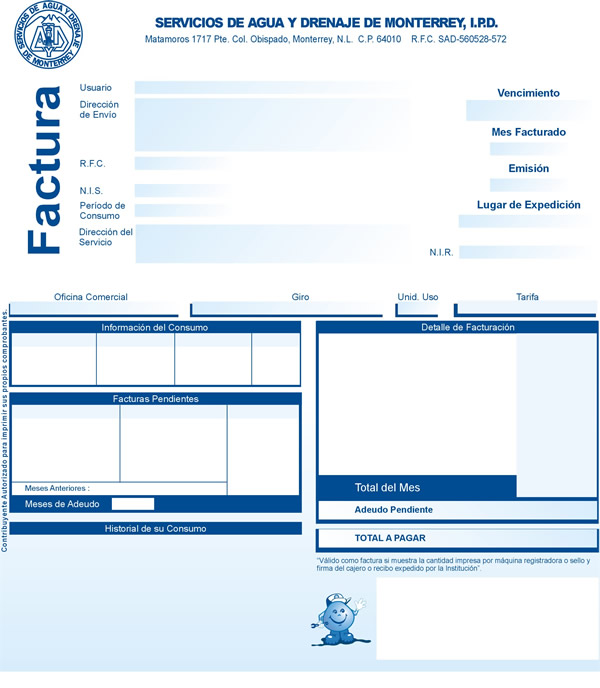 SERVICIOS DE AGUA Y DRENAJE
DE MONTERREY
SERVICIOS DE AGUA Y DRENAJE DE MONTERREY, I.P.D.
Matamoros 1717 Pte. Col. Obispado, Monterrey, N.L. C.P. 64010 R.F.C. SAD-560528-572
Factura
Usuario
Dirección
de Envío
R.F.C.
N.I.S.
Período de
Consumo
Dirección del
Servicio
Vencimiento
Mes Facturado
Emisión
Lugar de Expedición
N.I.R.
Oficina Comercial
Giro
Unid. Uso
Tarifa
Contribuyente Autorizado para imprimir sus propios comprobantes.
Información del Consumo
Facturas Pendientes
Meses Anteriores :
Meses de Adeudo
Historial de su Consumo
Detalle de Facturación
Total del Mes
Adeudo Pendiente
TOTAL A PAGAR
“Válido como factura si muestra la cantidad impresa por máquina registradora o sello y
firma del cajero o recibo expedido por la Institución”.